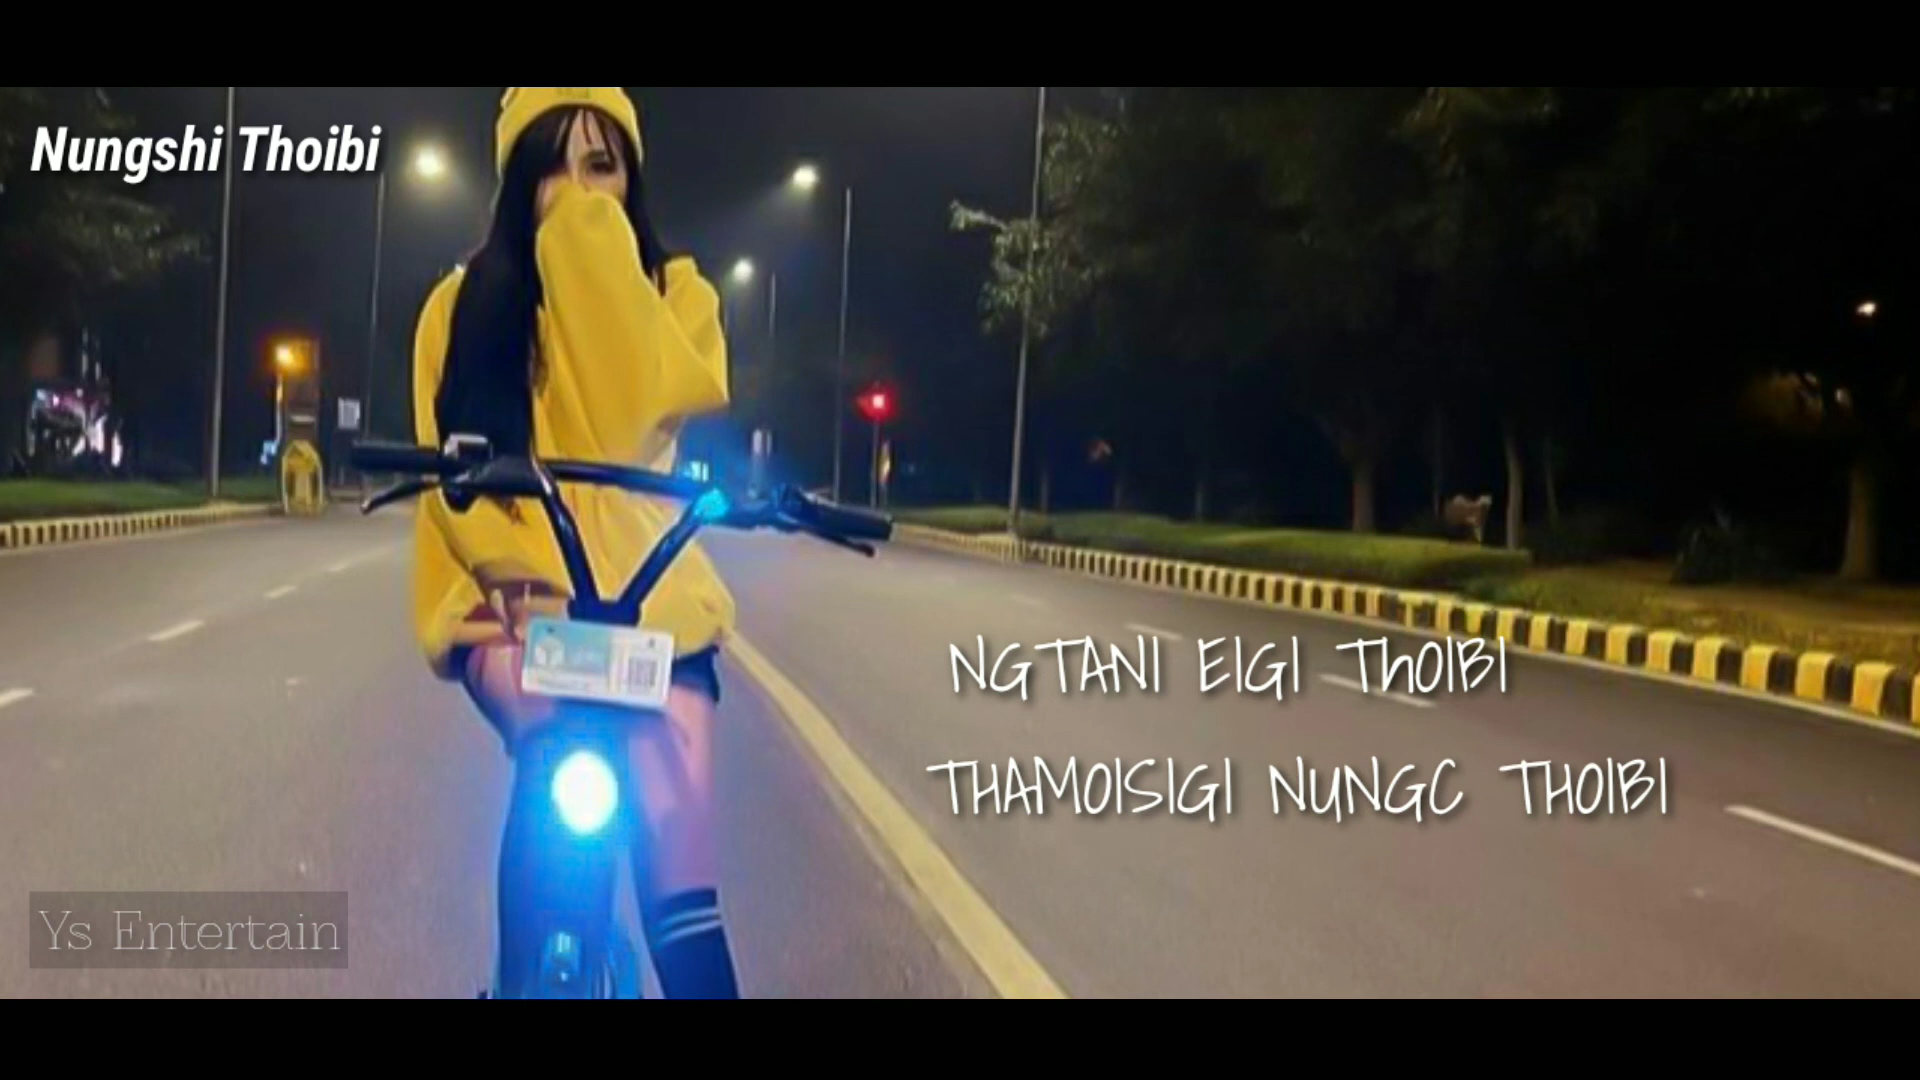 Nungshi Thoibi
NGTANI EIGI ThOIBI
THAMOISIGI NUNGC THOIBI
Ys Entertain